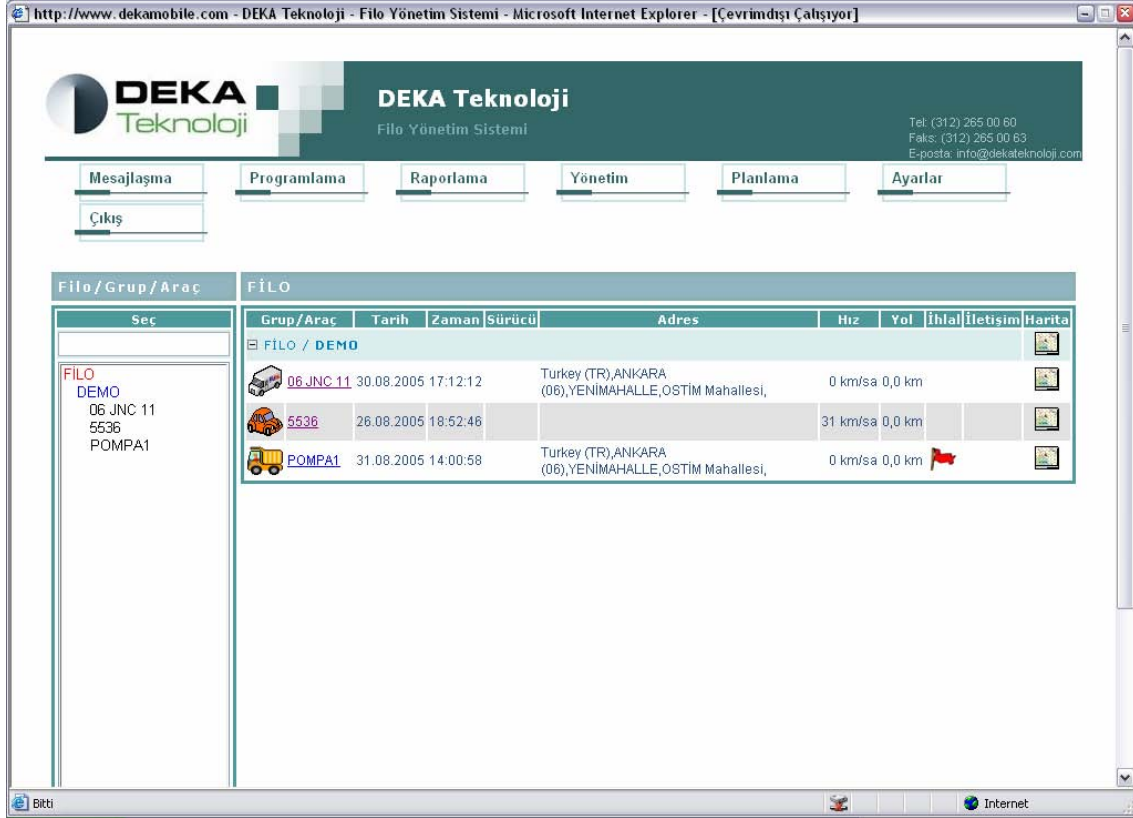 http://www.dekamobile.com - DEKA Teknoloji - Filo Yönetim Sistemi - Microsoft Internet Explorer - [Çevrimdışı Çalışıyor]
DEKA
Teknoloji
DEKA Teknoloji
Filo Yönetim Sistemi
Tel: (312) 265 00 60
Faks: (312) 265 00 63
E-posta: info@dekateknoloji.com
Mesajlaşma Programlama Raporlama Yönetim Planlama Ayarlar
Çıkış
Filo/Grup/Araç
Seç
FİLO
DEMO
06 JNC 11
5536
POMPA1
FİLO
Grup/Araç Tarih Zaman Sürücü Adres Hız Yol İhlal İletişim Harita
FİLO / DEMO
06 JNC 11 30.08.2005 17:12:12 Turkey (TR),ANKARA (06),YENİMAHALLE,OSTİM Mahallesi, 0 km/sa 0,0 km
5536 26.08.2005 18:52:46 31 km/sa 0,0 km
POMPA1 31.08.2005 14:00:58 Turkey (TR),ANKARA (06),YENİMAHALLE,OSTİM Mahallesi, 0 km/sa 0,0 km
Bitti Internet